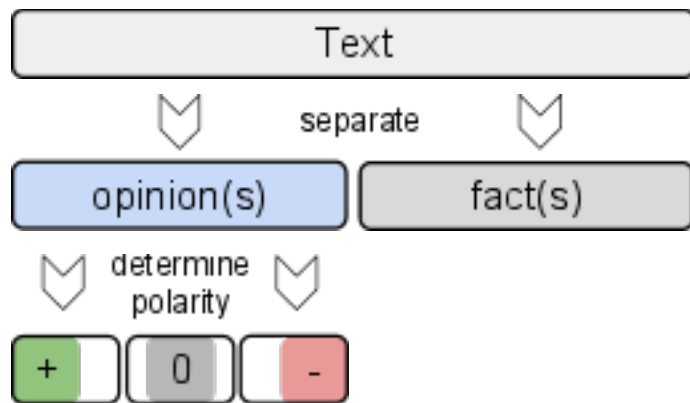 Text
separate
opinion(s) fact(s)
determine
polarity
+ 0 -